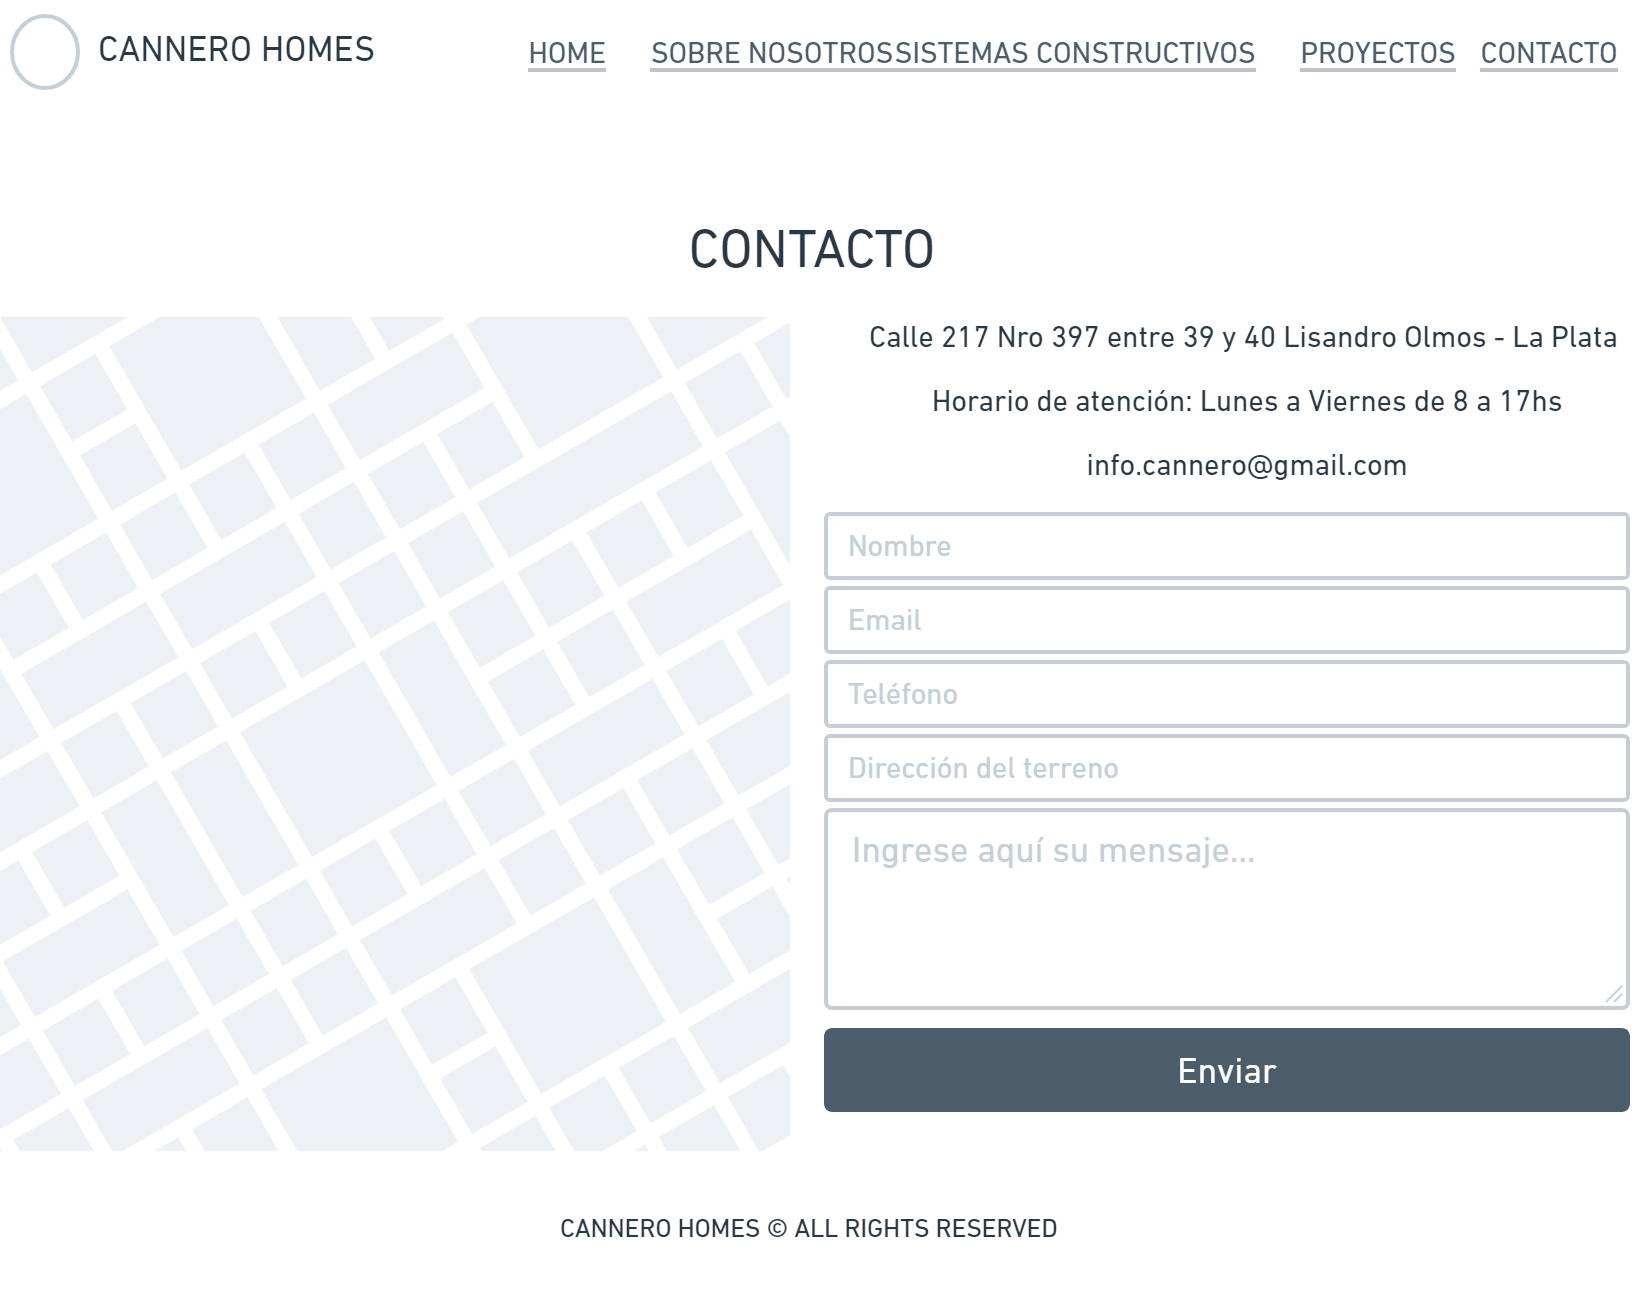 CANNERO HOMES
HOME SOBRE NOSOTROS SISTEMAS CONSTRUCTIVOS PROYECTOS CONTACTO
CONTACTO
Calle 217 Nro 397 entre 39 y 40 Lisandro Olmos - La Plata
Horario de atención: Lunes a Viernes de 8 a 17hs
info.cannero@gmail.com
Nombre
Email
Teléfono
Dirección del terreno
Ingrese aquí su mensaje...
Enviar
CANNERO HOMES © ALL RIGHTS RESERVED